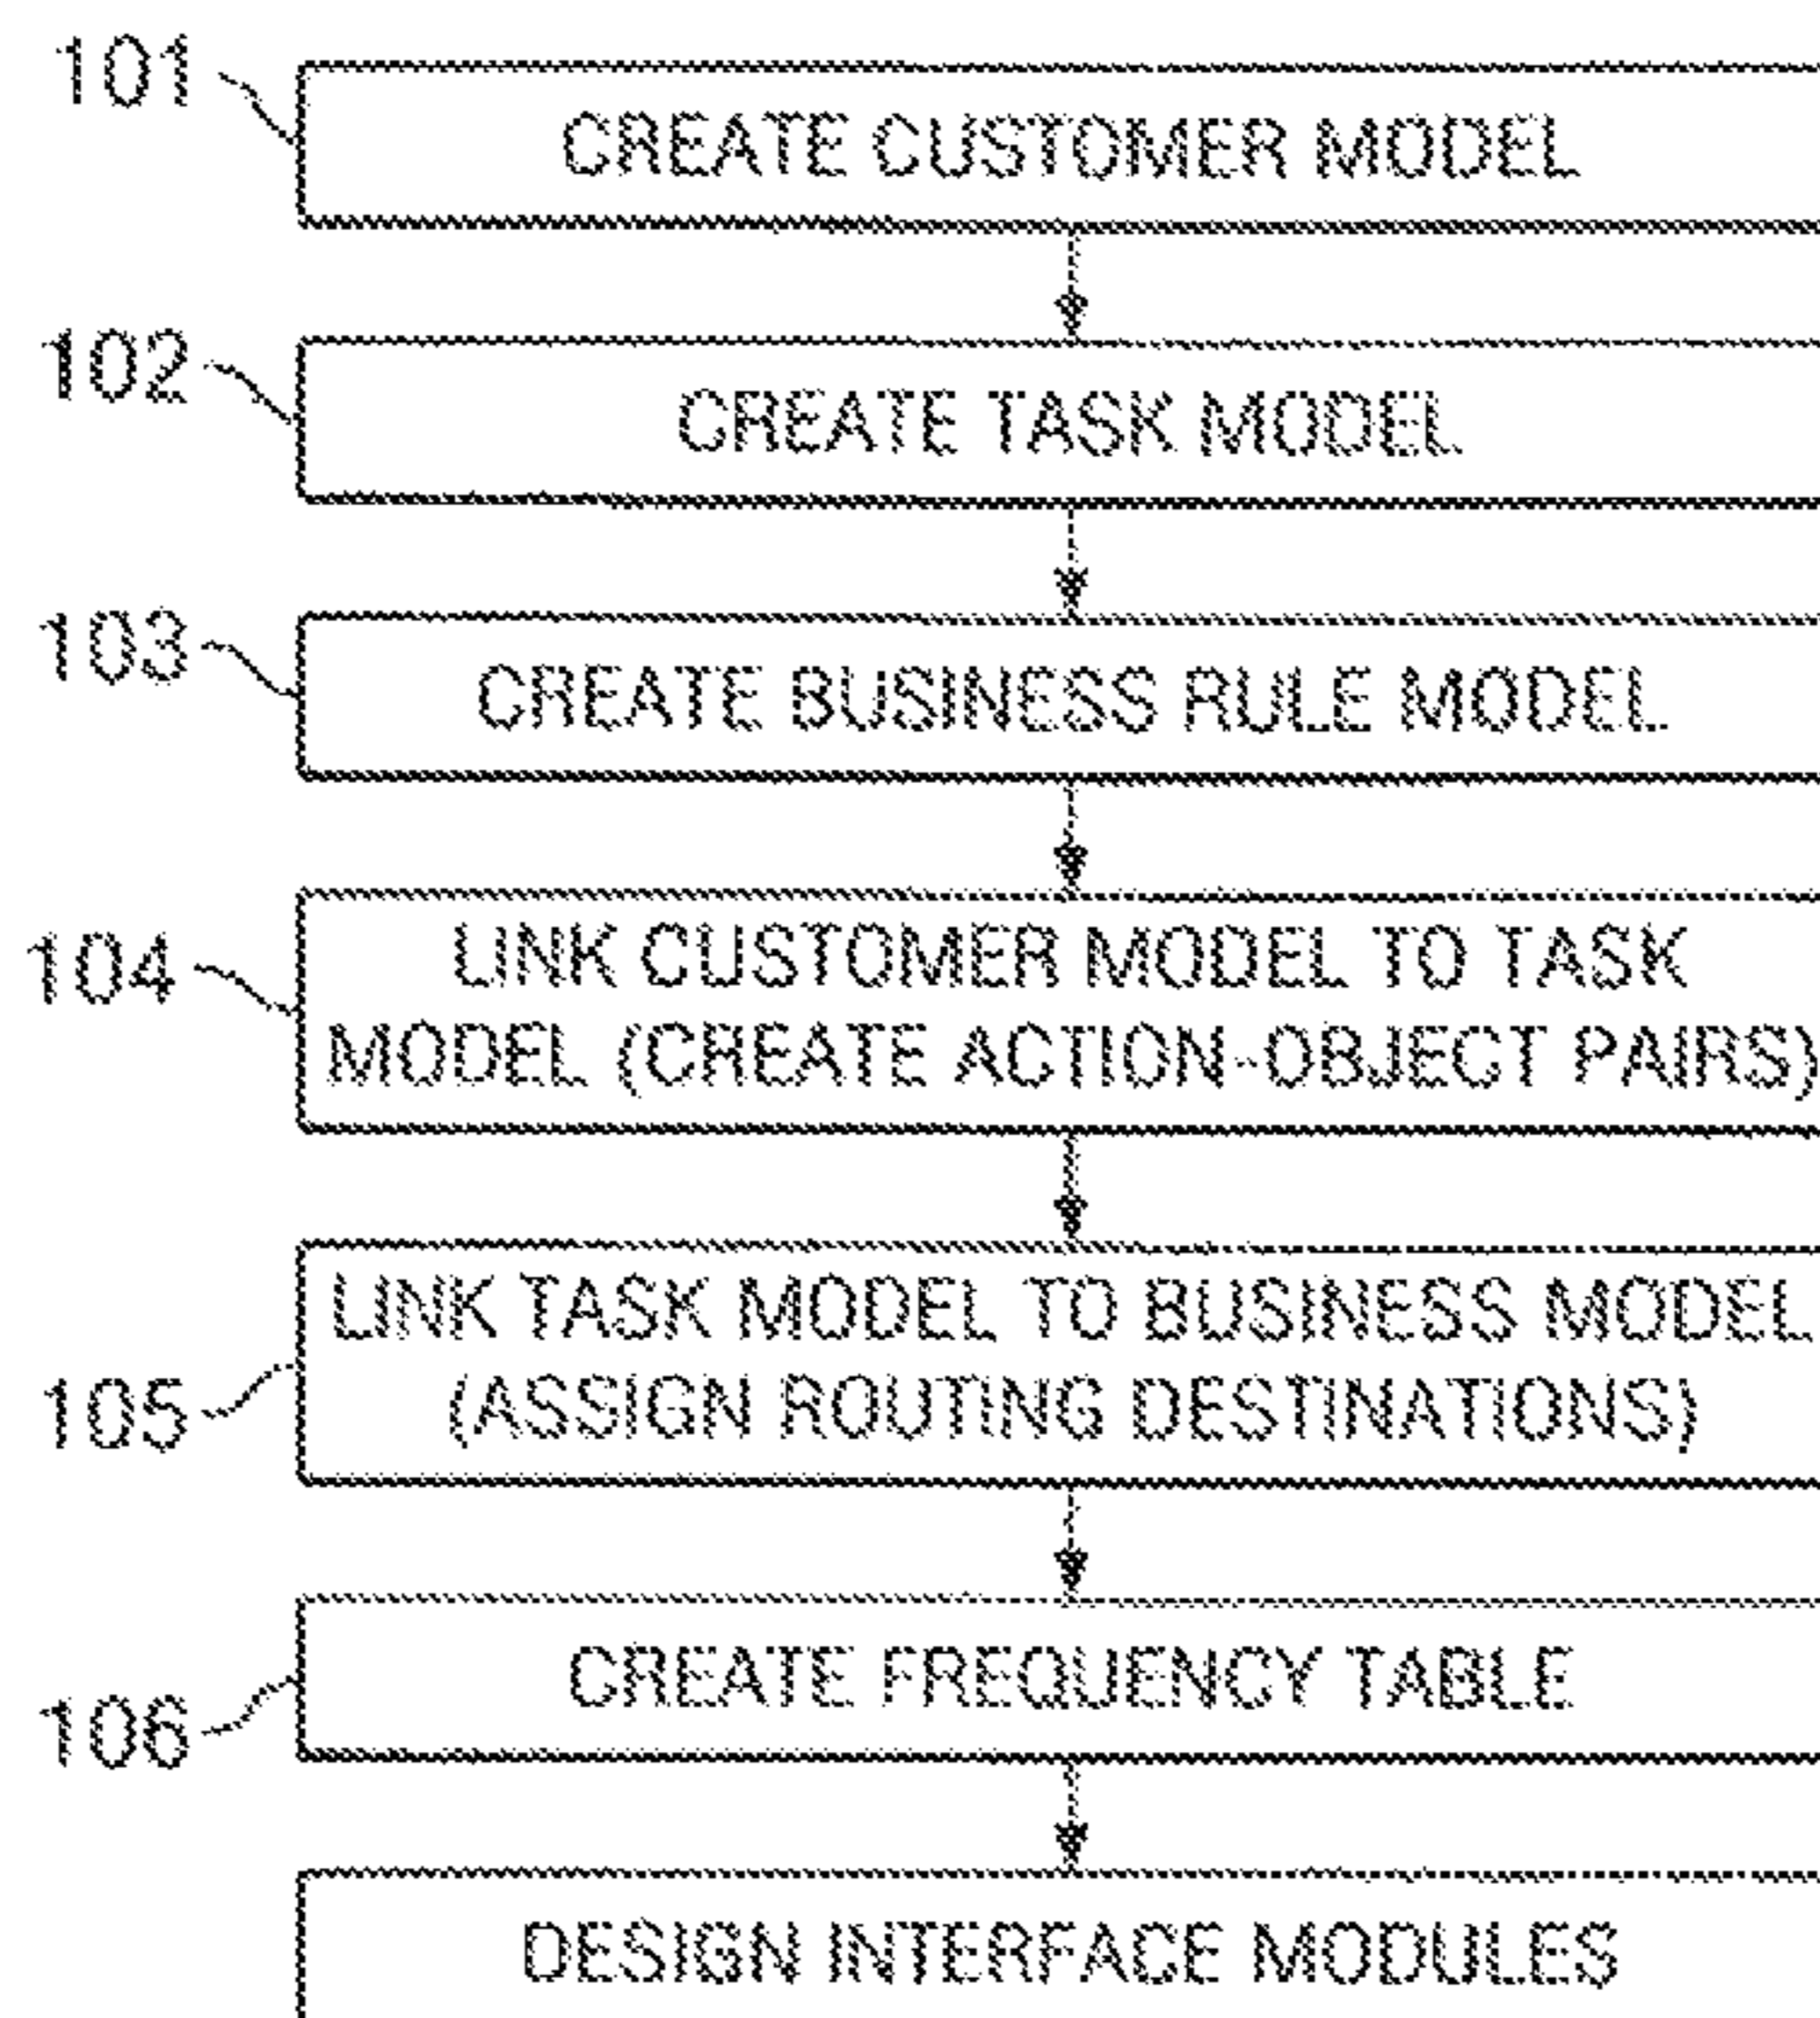 101
CREATE CUSTOMER MODEL
102
CREATE TASK MODEL
103
CREATE BUSINESS RULE MODEL
104
LINK CUSTOMER MODEL TO TASK
MODEL (CREATE ACTION-OBJECT PAIRS)
LINK TASK MODEL TO BUSINESS MODEL
105
(ASSIGN ROUTING DESTINATIONS)
CREATE FREQUENCY TABLE
106
DESIGN INTERFACE MODULES